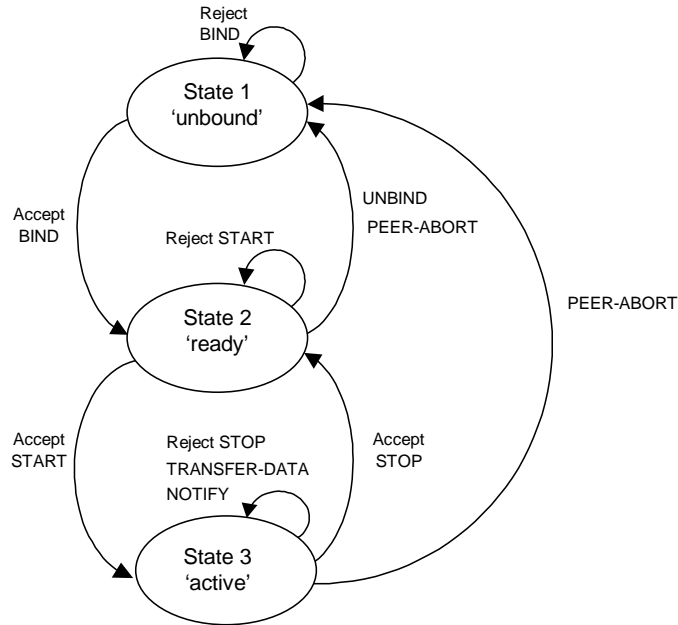 Reject
BIND
State 1
'unbound'
Accept
BIND
UNBIND
PEER-ABORT
Reject START
State 2
'ready'
PEER-ABORT
Accept
START
Reject STOP
TRANSFER-DATA
NOTIFY
Accept
STOP
State 3
'active'